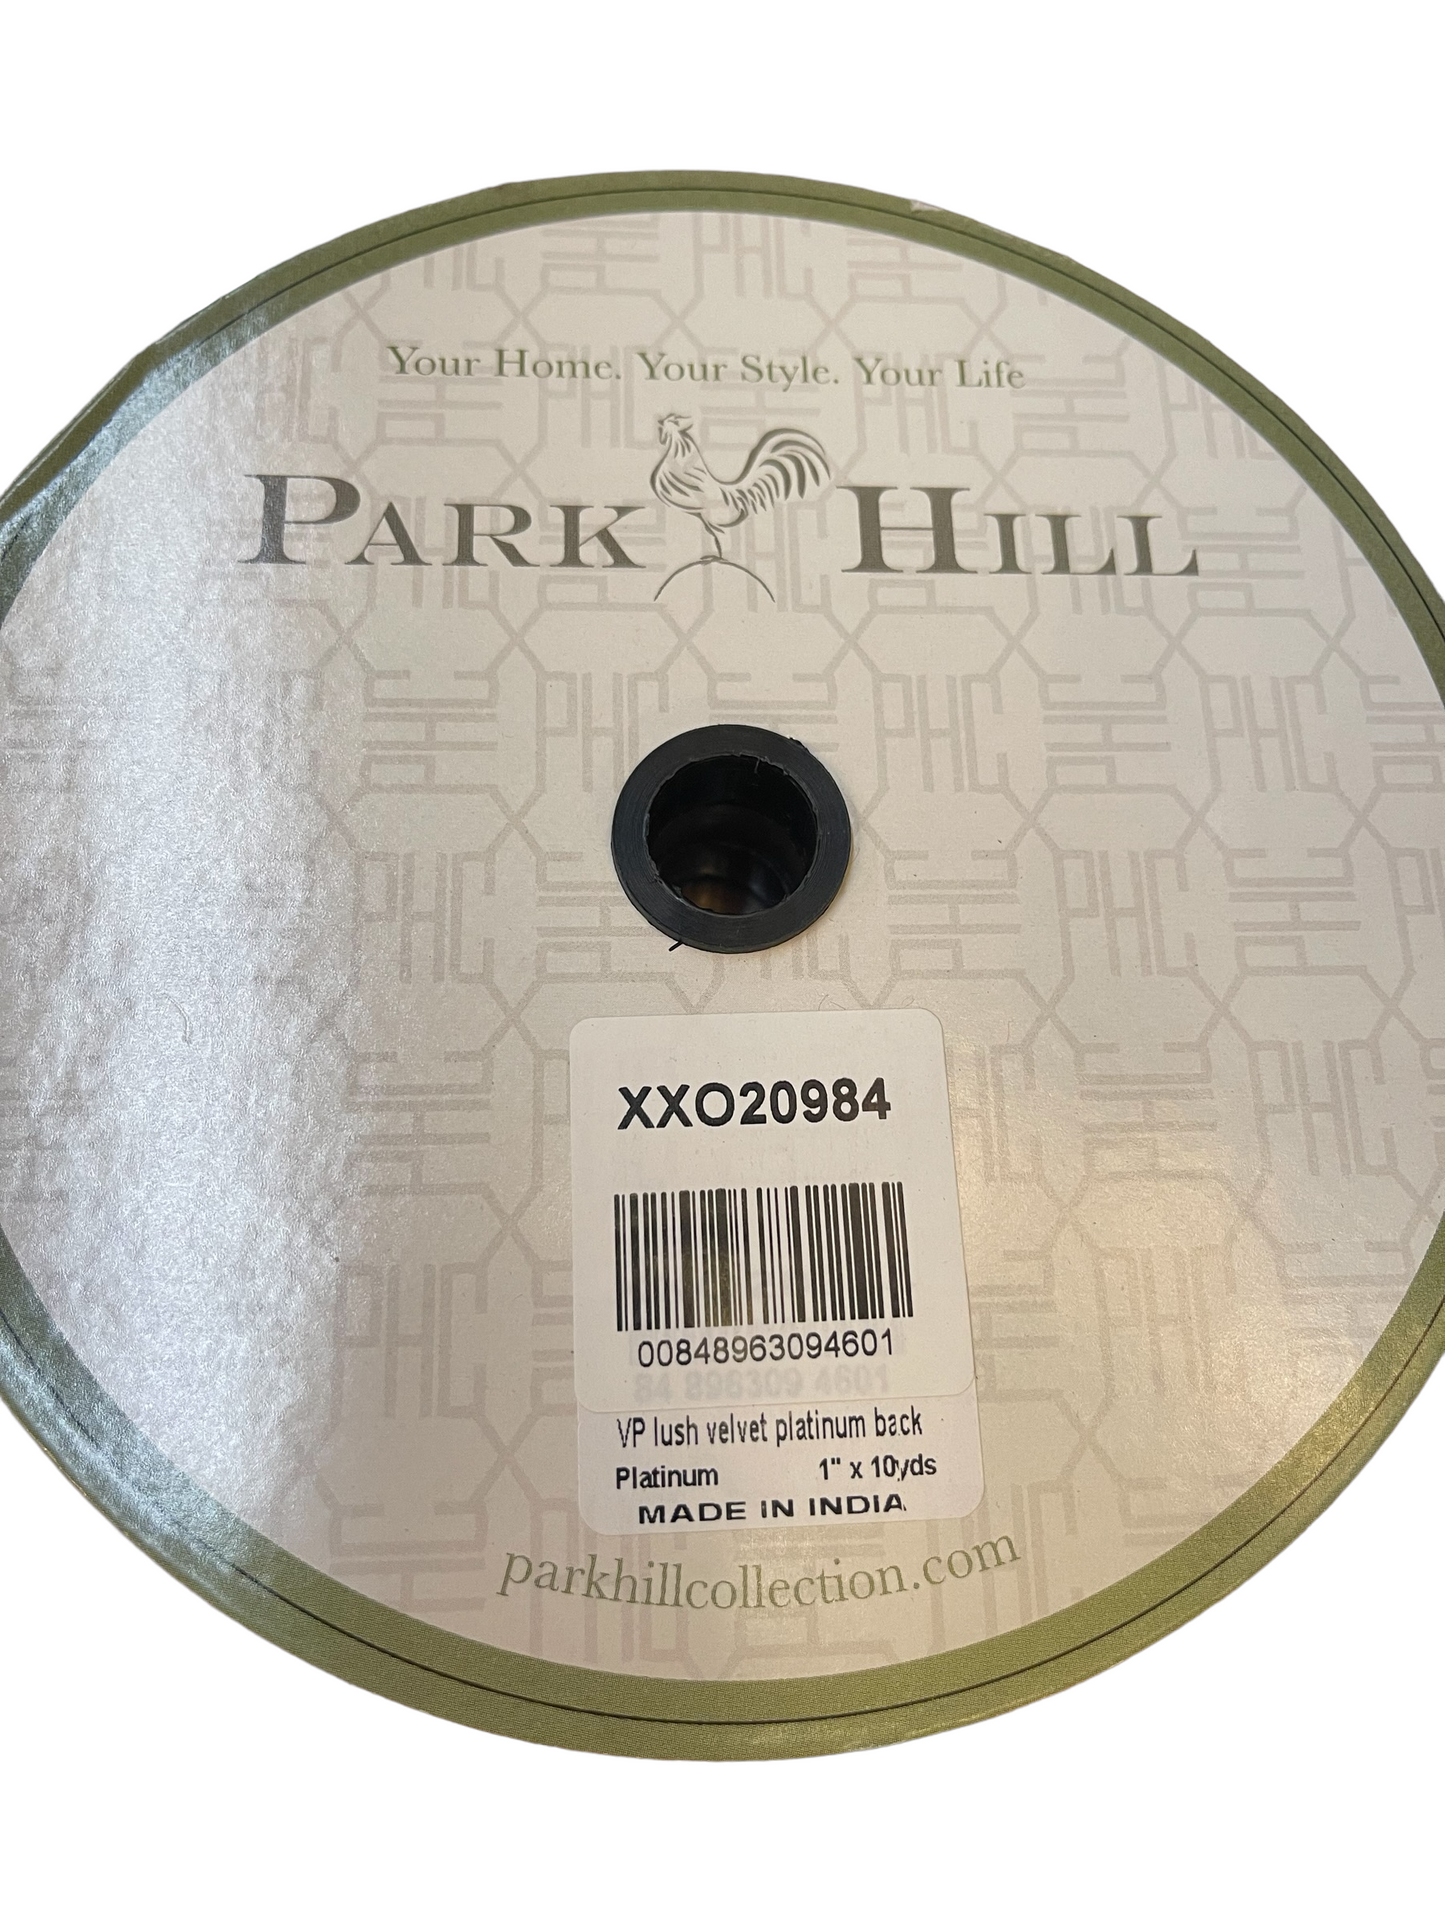 Your Home. Your Style. Your Life
PARK HILL
XXO20984
00848963094601
84 896309 4601
VP lush velvet platinum back
Platinum 1" x 10yds
MADE IN INDIA
parkhillcollection.com